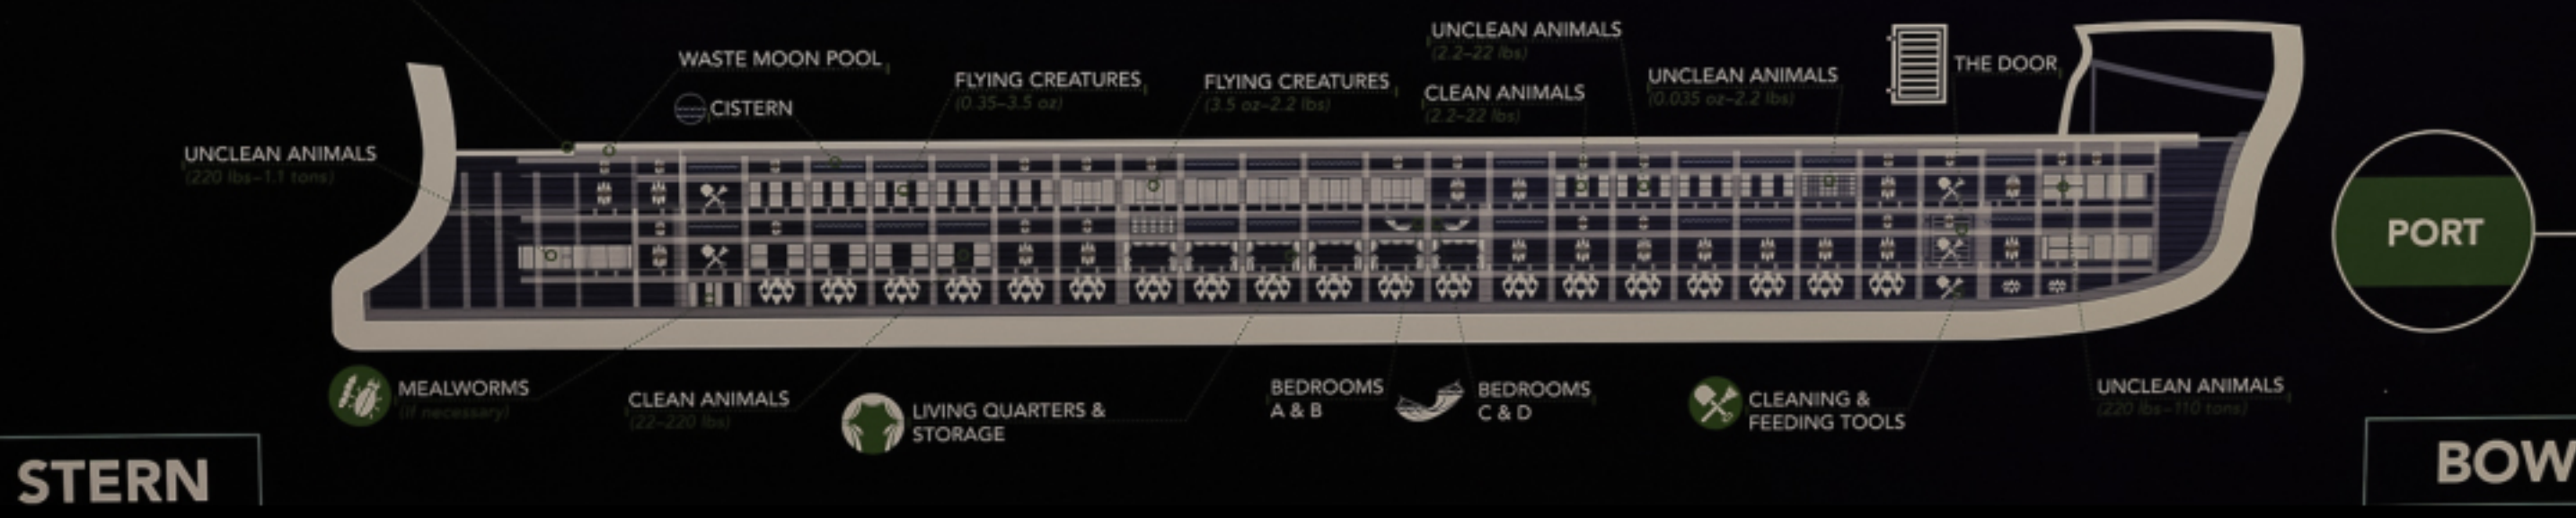 UNCLEAN ANIMALS
(2.2–22 lbs)
WASTE MOON POOL
THE DOOR
UNCLEAN ANIMALS
(0.035 oz–2.2 lbs)
FLYING CREATURES
(0.35–3.5 oz)
FLYING CREATURES
(3.5 oz–2.2 lbs)
CLEAN ANIMALS
(2.2–22 lbs)
CISTERN
UNCLEAN ANIMALS
(220 lbs–1.1 tons)
PORT
MEALWORMS
(if necessary)
CLEAN ANIMALS
(22–220 lbs)
LIVING QUARTERS &
STORAGE
BEDROOMS
A & B
BEDROOMS
C & D
CLEANING &
FEEDING TOOLS
UNCLEAN ANIMALS
(220 lbs–110 tons)
STERN
BOW